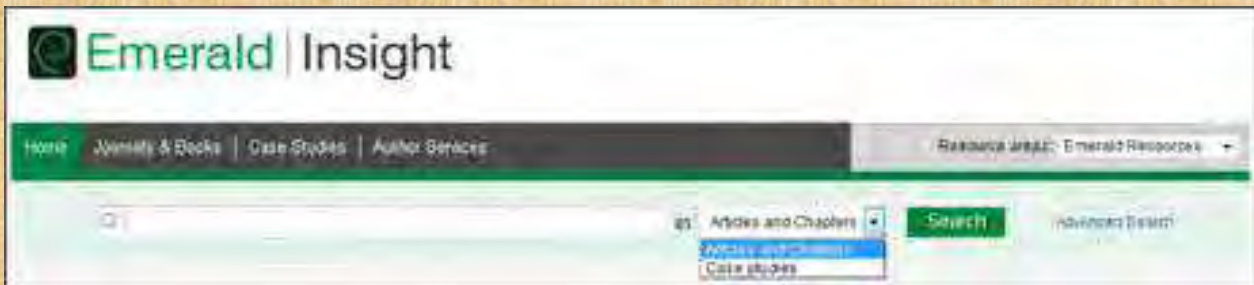 Emerald | Insight
Home Journals & Books | Case Studies | Author Services Resource areas: Emerald Resources
in Articles and Chapters Search Advanced Search
Articles and Chapters
Case studies